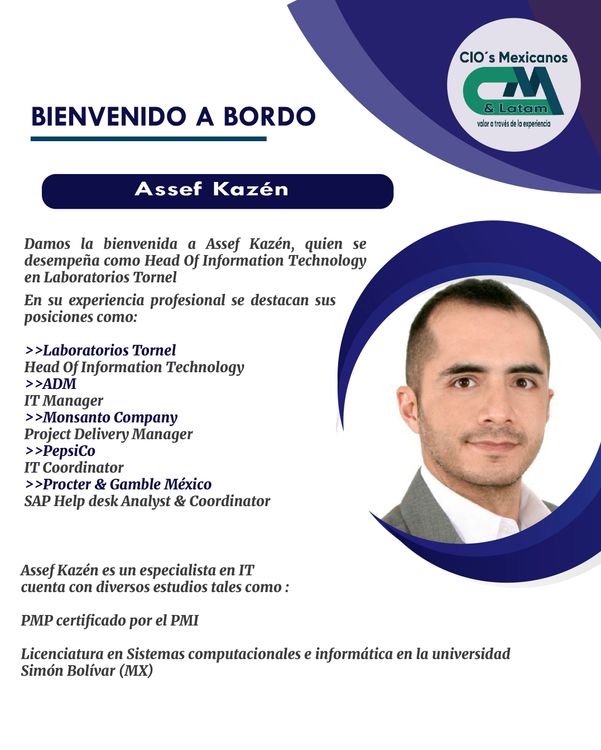 CIO´s Mexicanos
CM
& Latam
valor a través de la experiencia
BIENVENIDO A BORDO
Assef Kazén
Damos la bienvenida a Assef Kazén, quien se
desempeña como Head Of Information Technology
en Laboratorios Tornel
En su experiencia profesional se destacan sus
posiciones como:
>>Laboratorios Tornel
Head Of Information Technology
>>ADM
IT Manager
>>Monsanto Company
Project Delivery Manager
>>PepsiCo
IT Coordinator
>>Procter & Gamble México
SAP Help desk Analyst & Coordinator
Assef Kazén es un especialista en IT
cuenta con diversos estudios tales como :
PMP certificado por el PMI
Licenciatura en Sistemas computacionales e informática en la universidad
Simón Bolívar (MX)